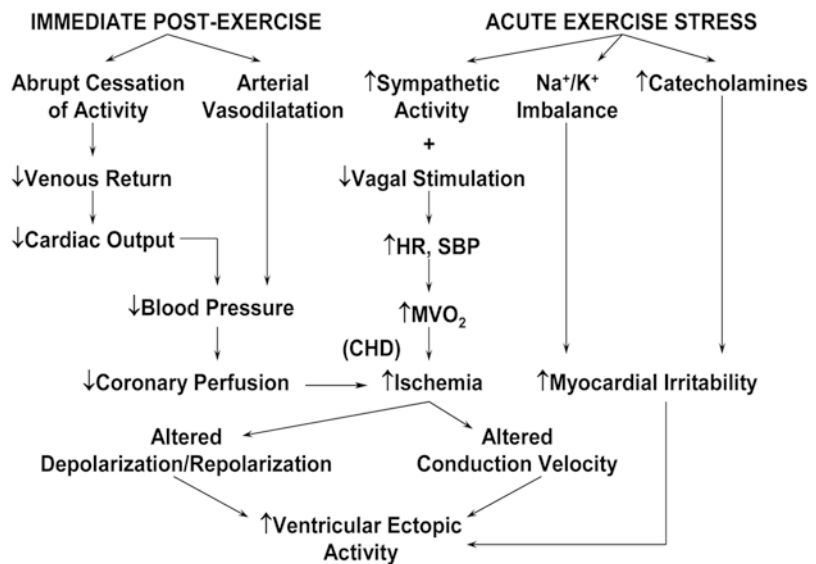 IMMEDIATE POST-EXERCISE
ACUTE EXERCISE STRESS
Abrupt Cessation
of Activity
Arterial
Vasodilatation
↑Sympathetic
Activity
Na⁺/K⁺
Imbalance
↑Catecholamines
+
↓Venous Return
↓Vagal Stimulation
↓Cardiac Output
↑HR, SBP
↓Blood Pressure
↑MVO₂
(CHD)
↓Coronary Perfusion
↑Ischemia
↑Myocardial Irritability
Altered
Depolarization/Repolarization
Altered
Conduction Velocity
↑Ventricular Ectopic
Activity